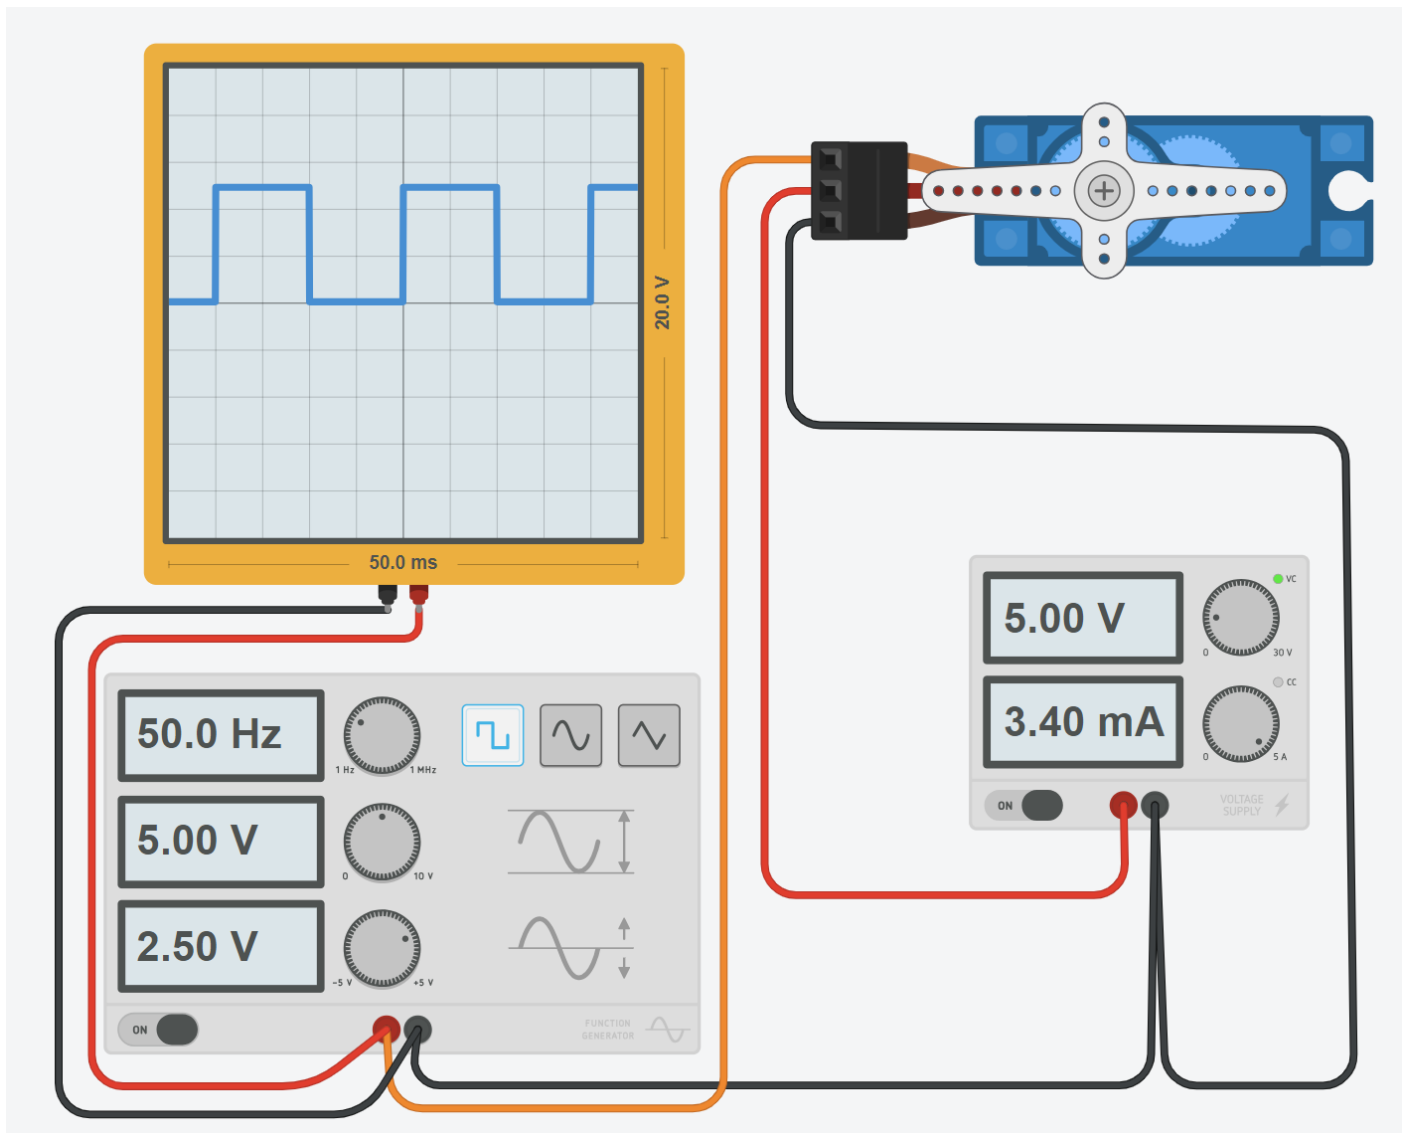 20.0 V
50.0 ms
50.0 Hz
1 Hz
1 MHz
5.00 V
0
10 V
2.50 V
-5 V
+5 V
ON
FUNCTION
GENERATOR
5.00 V
VC
0
30 V
3.40 mA
CC
0
5 A
ON
VOLTAGE
SUPPLY